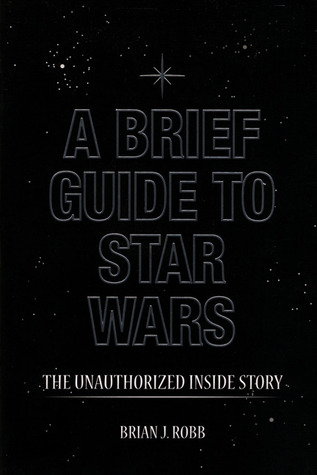 A BRIEF
GUIDE TO
STAR
WARS
THE UNAUTHORIZED INSIDE STORY
BRIAN J. ROBB